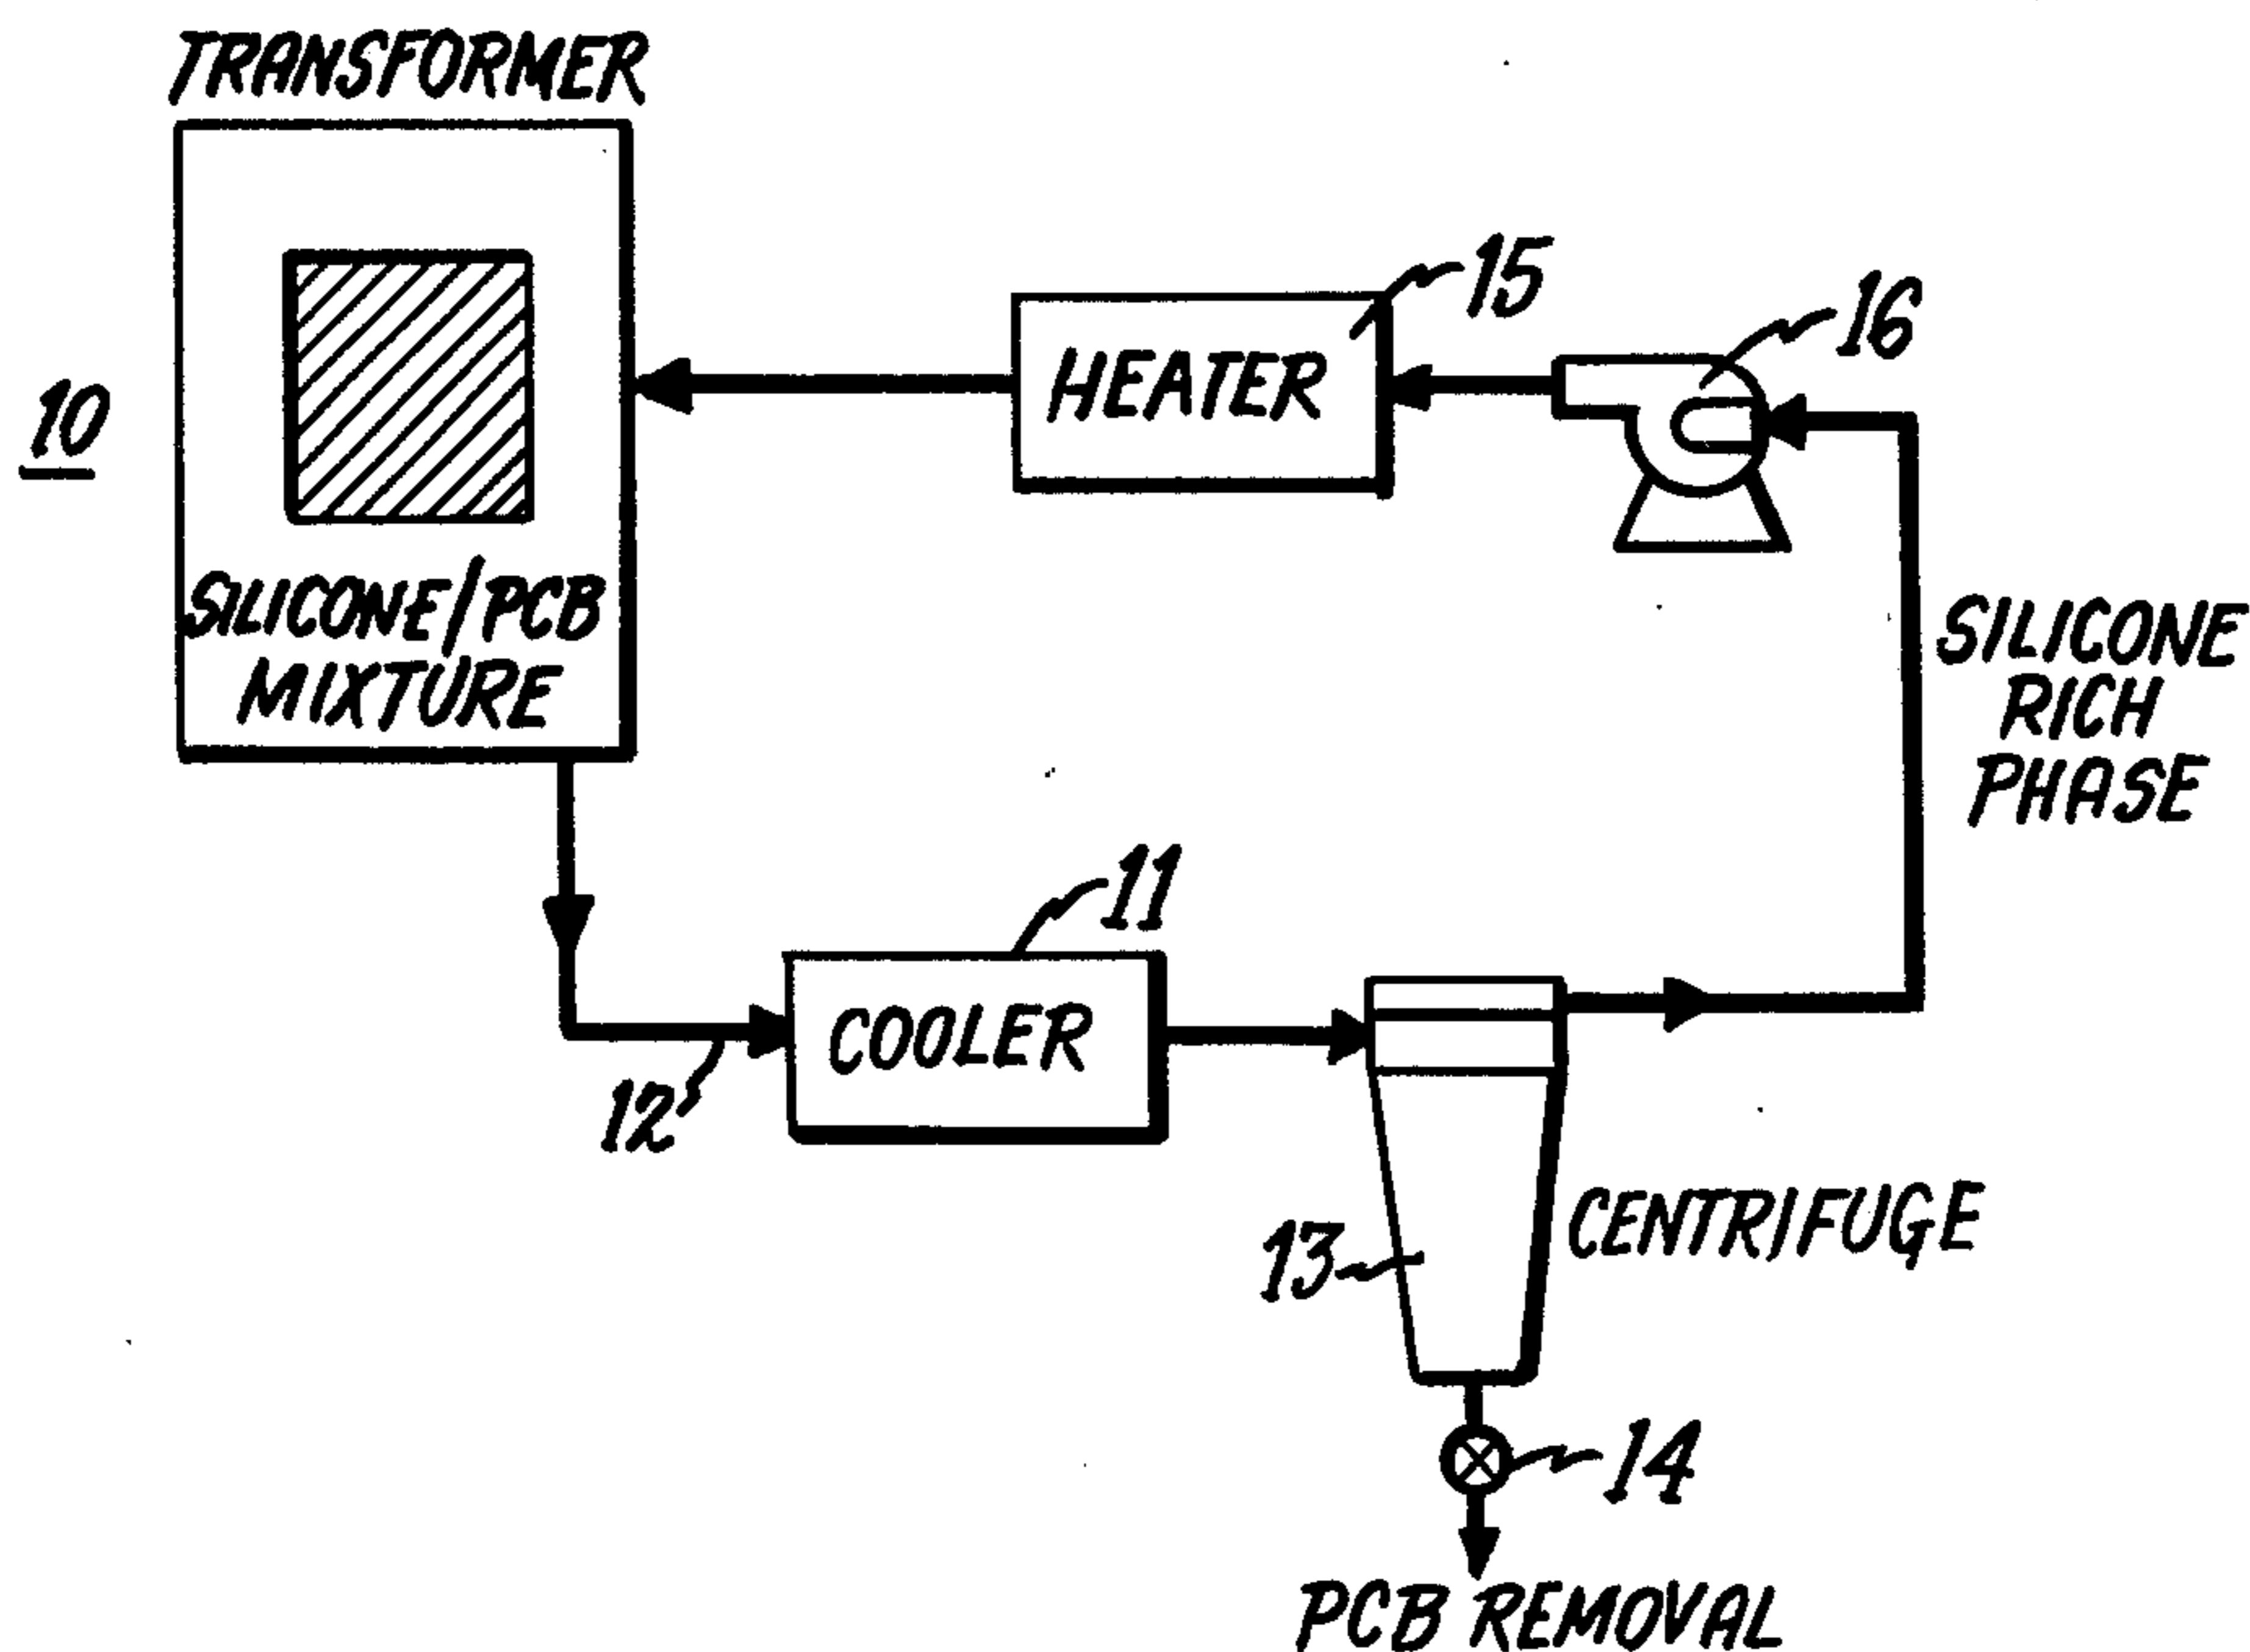 TRANSFORMER
10
SILICONE/PCB
MIXTURE
HEATER
15
16
SILICONE
RICH
PHASE
11
COOLER
12
13
CENTRIFUGE
14
PCB REMOVAL